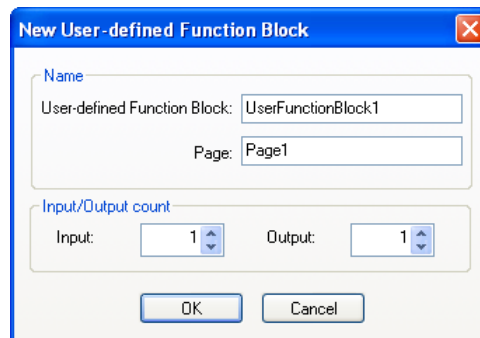 New User-defined Function Block
Name
User-defined Function Block: UserFunctionBlock1
Page: Page1
Input/Output count
Input: 1 Output: 1
OK Cancel